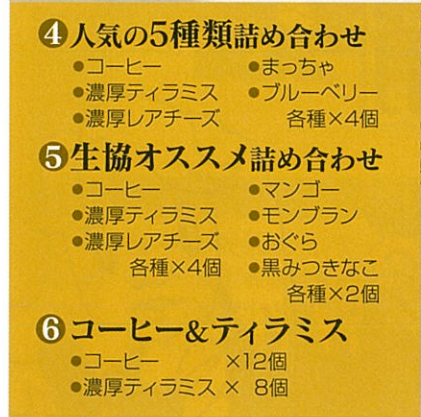 ❹人気の5種類詰め合わせ
●コーヒー ●まっちゃ
●濃厚ティラミス ●ブルーベリー
●濃厚レアチーズ 各種×4個
❺生協オススメ詰め合わせ
●コーヒー ●マンゴー
●濃厚ティラミス ●モンブラン
●濃厚レアチーズ ●おぐら
各種×4個 ●黒みつきなこ
各種×2個
❻コーヒー&ティラミス
●コーヒー ×12個
●濃厚ティラミス × 8個